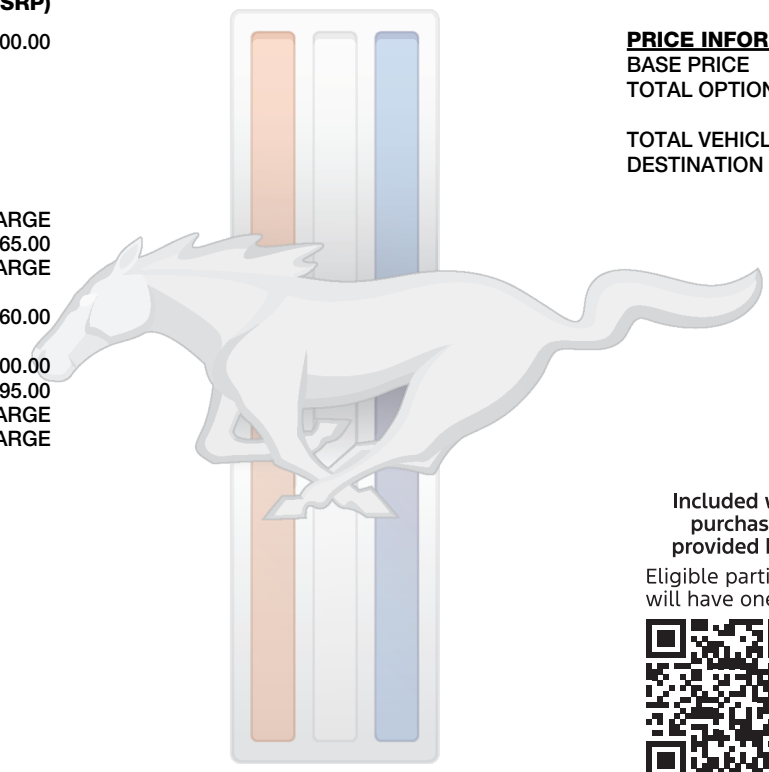 SRP)
00.00
ARGE
65.00
ARGE
60.00
00.00
95.00
ARGE
ARGE
PRICE INFOR
BASE PRICE
TOTAL OPTION
TOTAL VEHICL
DESTINATION
Included w
purchas
provided b
Eligible parti
will have one